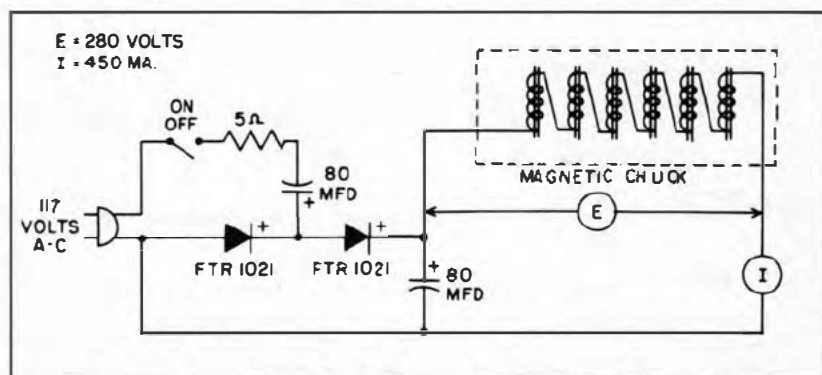 E = 280 VOLTS
I = 450 MA.
ON
OFF
5Ω
80
MFD
+
117
VOLTS
A-C
+
+
FTR 1021
FTR 1021
+
80
MFD
MAGNETIC CHUCK
E
I